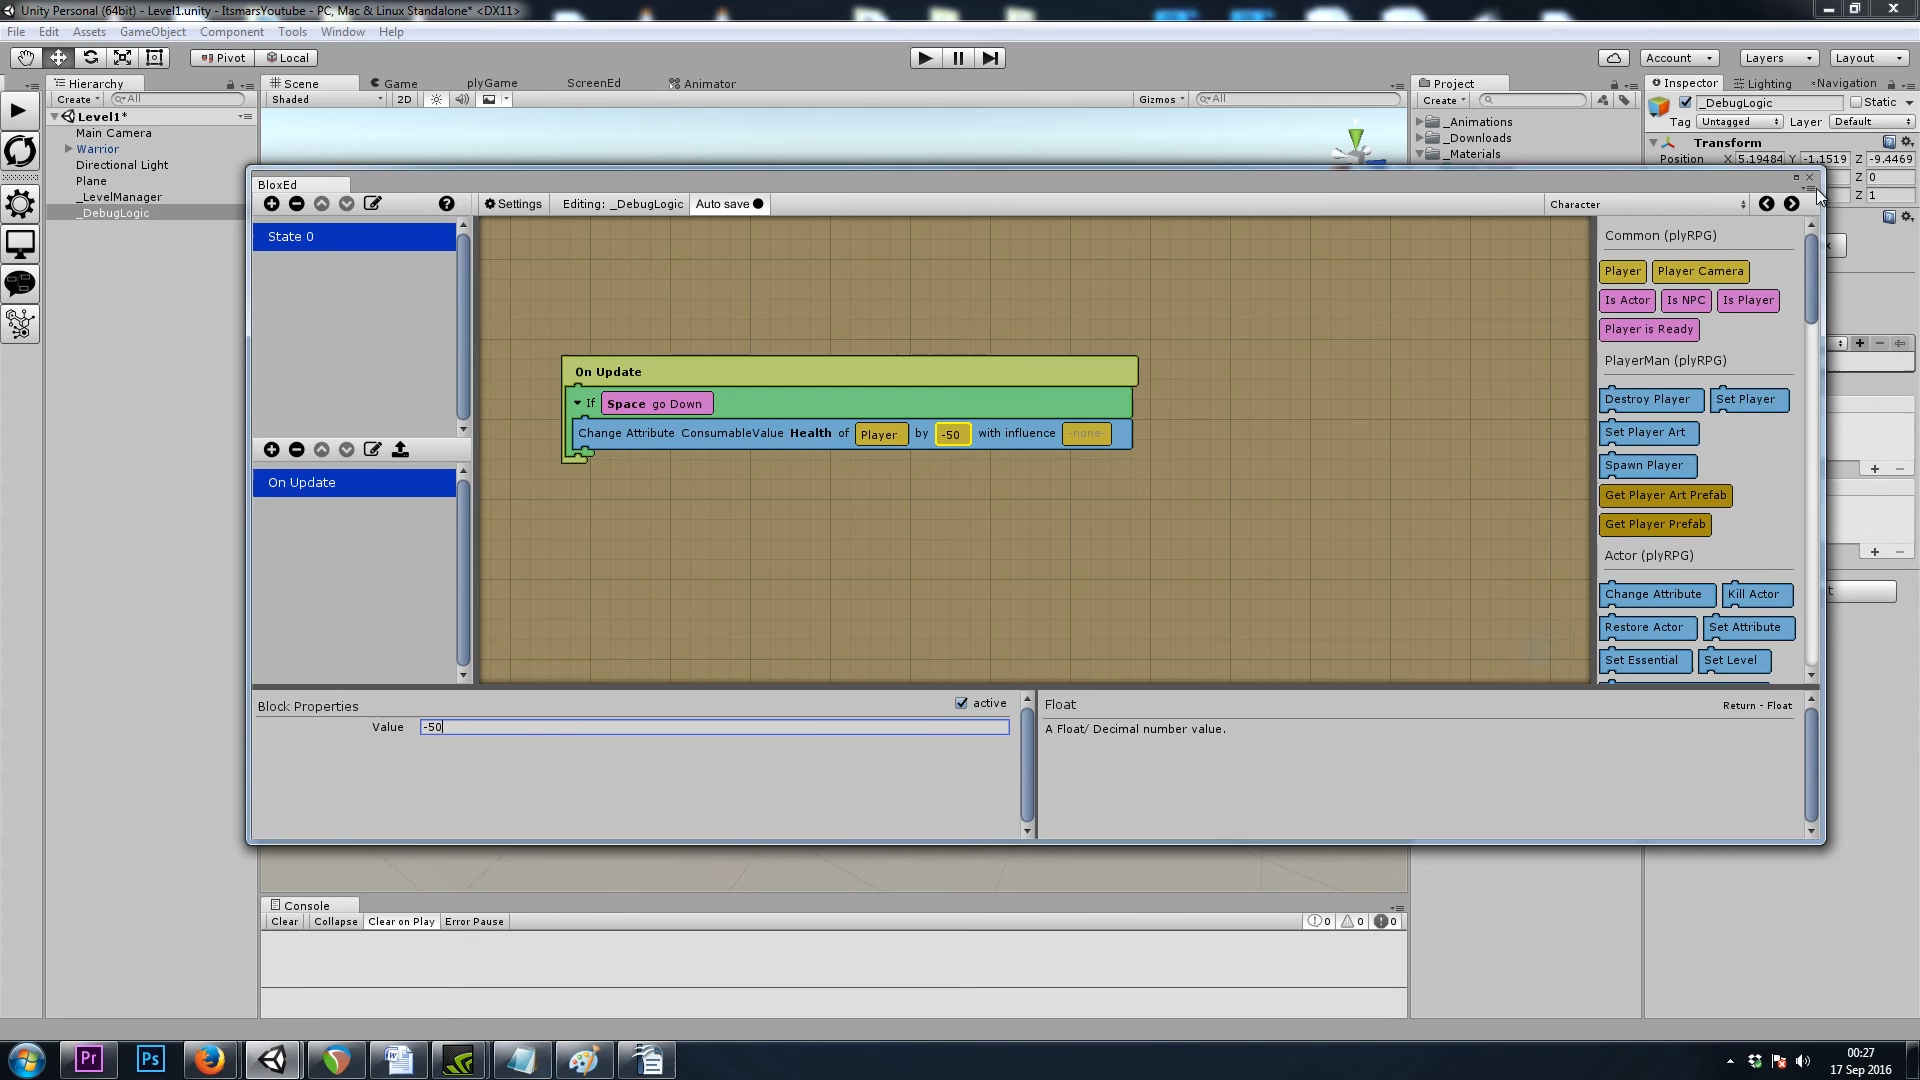 Unity Personal (64bit) - Level1.unity - ItsmarsYoutube - PC, Mac & Linux Standalone* <DX11>
File Edit Assets GameObject Component Tools Window Help
Pivot Local Account Layers Layout
Hierarchy Scene Game plyGame ScreenEd Animator Project Inspector Lighting Navigation
Create All Shaded 2D Gizmos All Create _DebugLogic Static
Level1*
Main Camera
Warrior
Directional Light
Plane
_LevelManager
_DebugLogic
_Animations
_Downloads
_Materials
Tag Untagged Layer Default
Transform
Position X 5.19484 Y -1.1519 Z -9.4469
Z 0
Z 1
BloxEd
Settings Editing: _DebugLogic Auto save Character
State 0
On Update
On Update
If Space go Down
Change Attribute ConsumableValue Health of Player by -50 with influence -none-
Common (plyRPG)
Player Player Camera
Is Actor Is NPC Is Player
Player is Ready
PlayerMan (plyRPG)
Destroy Player Set Player
Set Player Art
Spawn Player
Get Player Art Prefab
Get Player Prefab
Actor (plyRPG)
Change Attribute Kill Actor
Restore Actor Set Attribute
Set Essential Set Level
Block Properties active
Value -50
Float Return - Float
A Float/ Decimal number value.
Console
Clear Collapse Clear on Play Error Pause 0 0 0
Pr Ps
00:27
17 Sep 2016